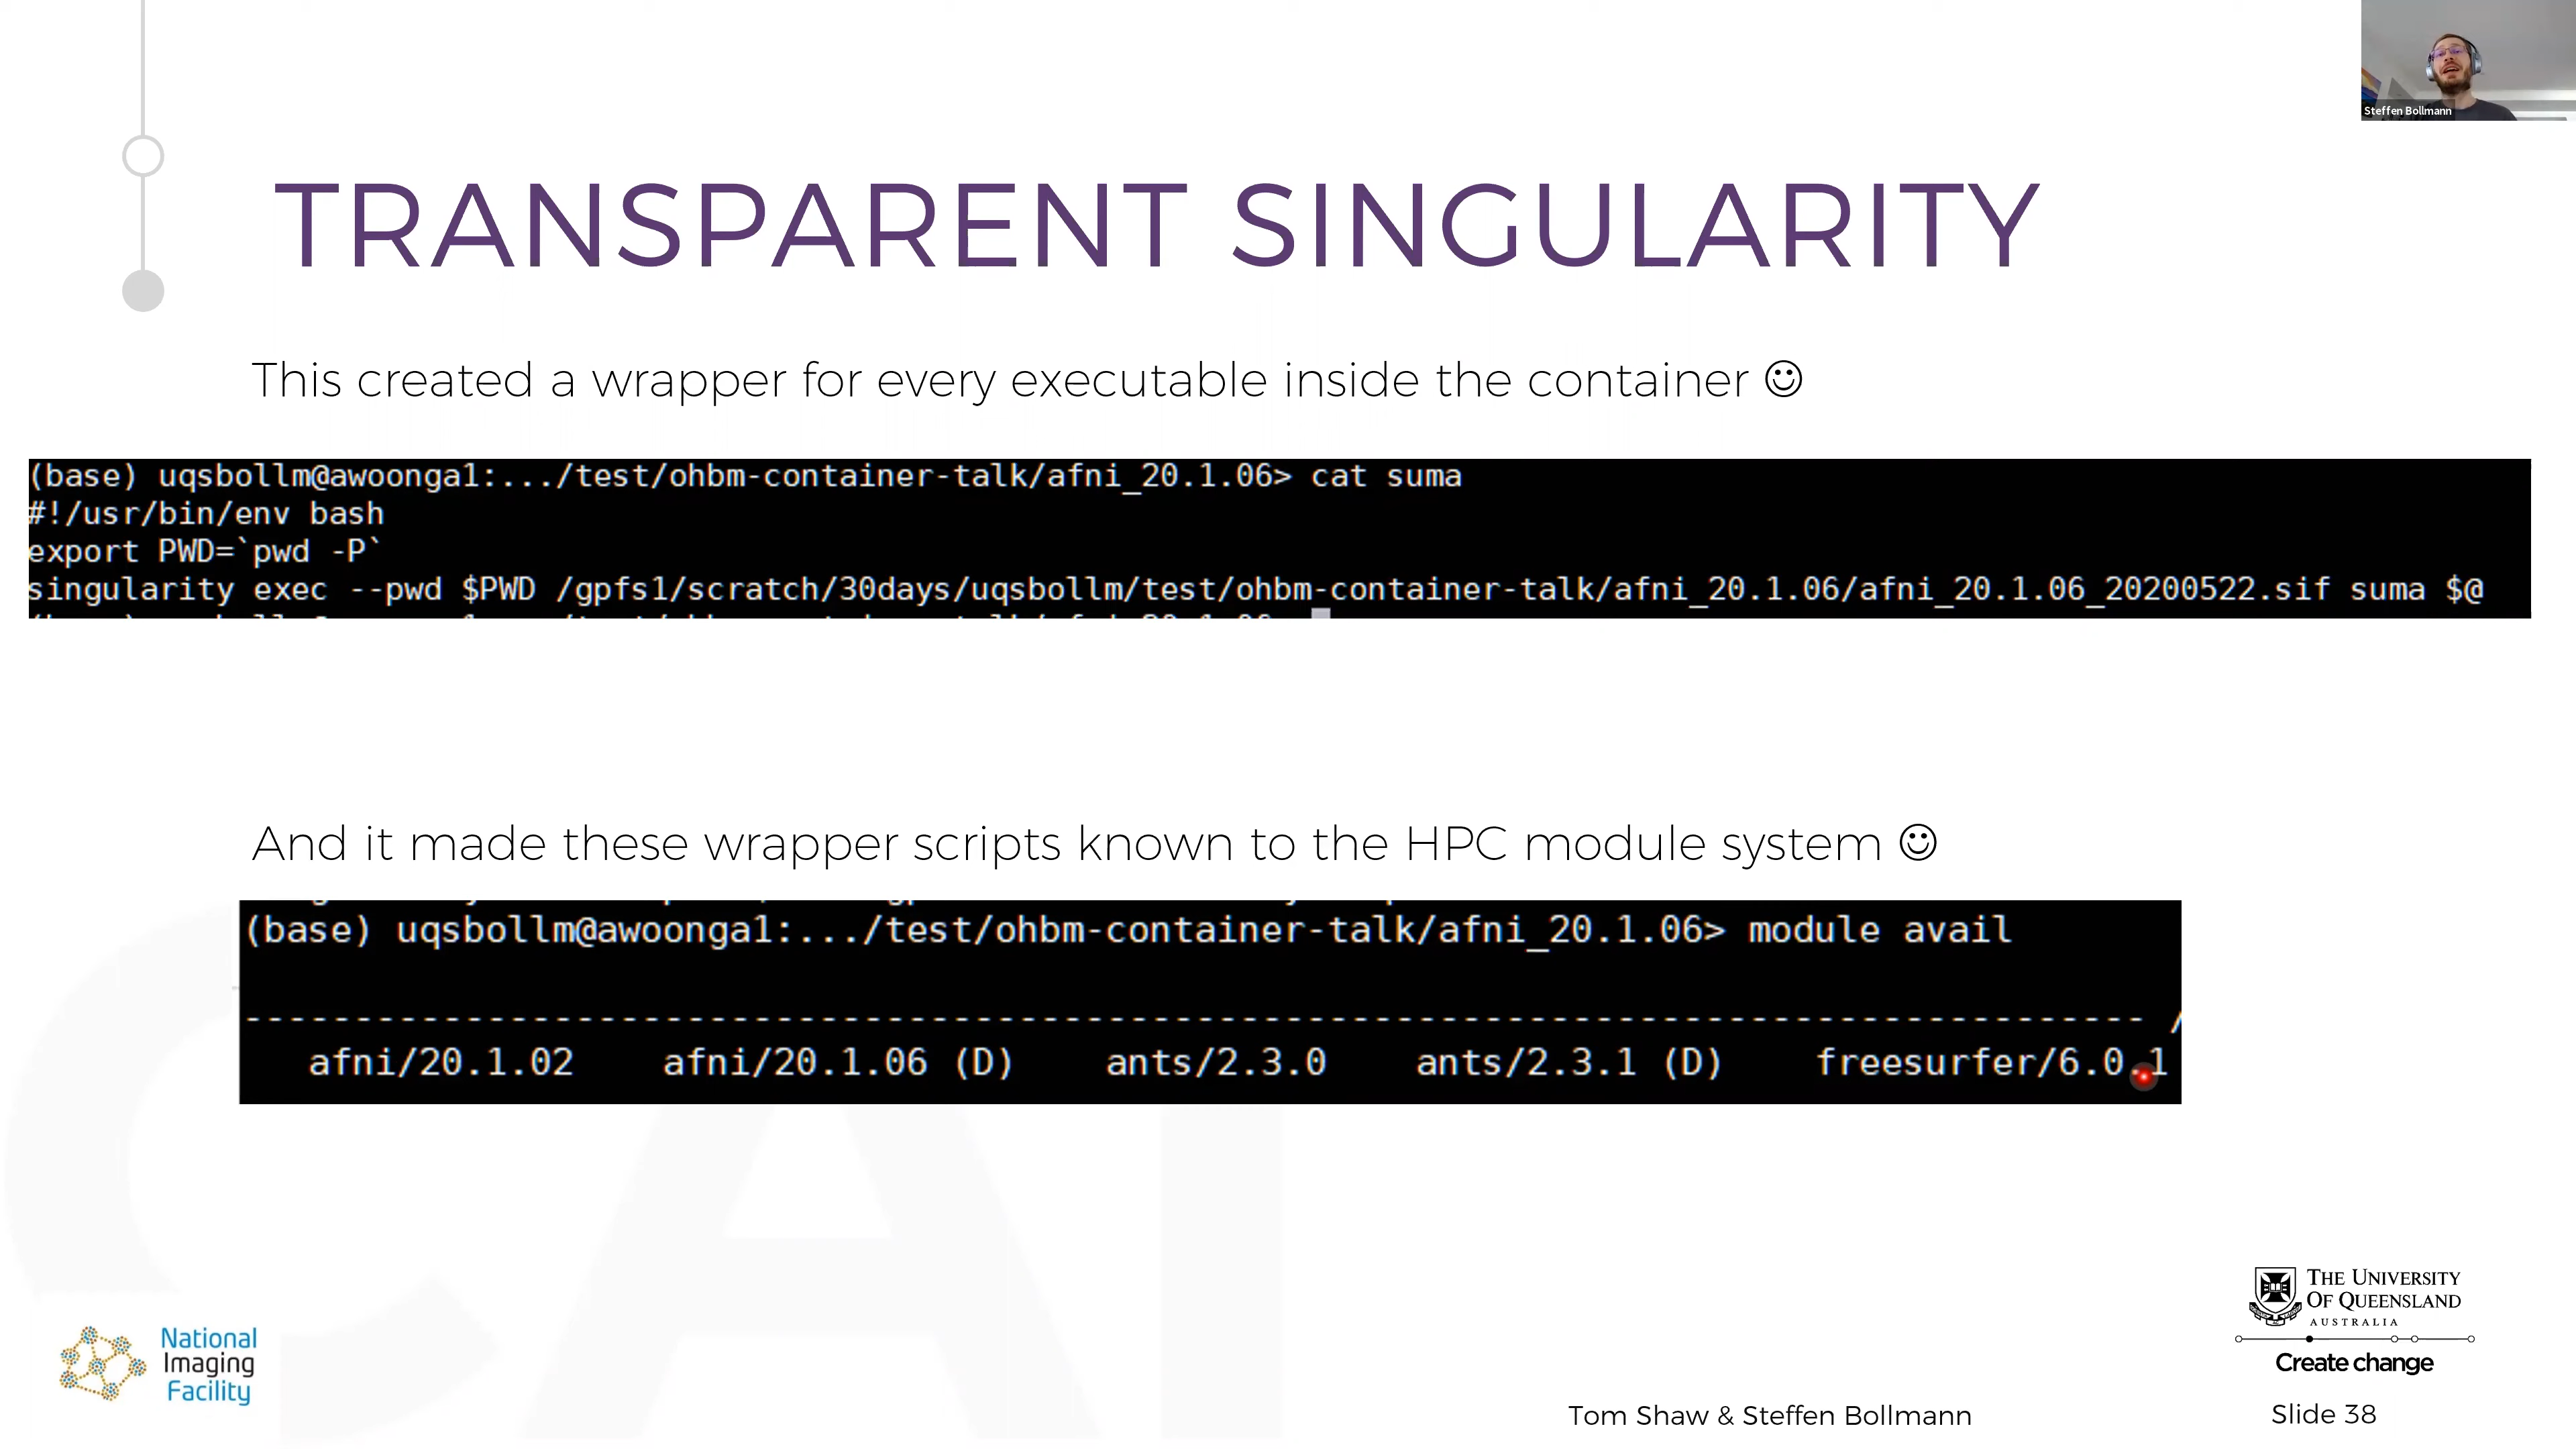 Steffen Bollmann
TRANSPARENT SINGULARITY
This created a wrapper for every executable inside the container ☺
(base) uqsbollm@awoonga1:.../test/ohbm-container-talk/afni_20.1.06> cat suma
#!/usr/bin/env bash
export PWD=`pwd -P`
singularity exec --pwd $PWD /gpfs1/scratch/30days/uqsbollm/test/ohbm-container-talk/afni_20.1.06/afni_20.1.06_20200522.sif suma $@
And it made these wrapper scripts known to the HPC module system ☺
(base) uqsbollm@awoonga1:.../test/ohbm-container-talk/afni_20.1.06> module avail
------------------------------------------------------------------------------------ /
afni/20.1.02 afni/20.1.06 (D) ants/2.3.0 ants/2.3.1 (D) freesurfer/6.0.1
National
Imaging
Facility
THE UNIVERSITY
OF QUEENSLAND
AUSTRALIA
Create change
Tom Shaw & Steffen Bollmann
Slide 38